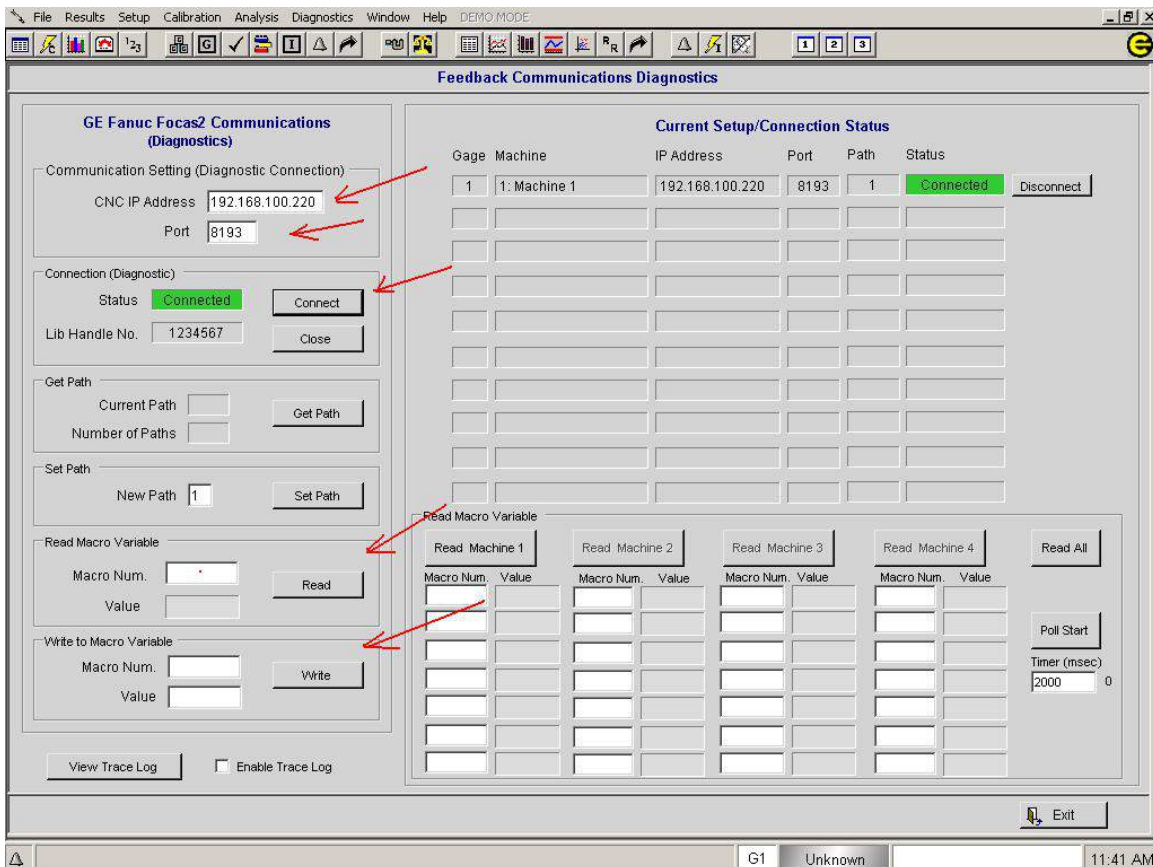 File Results Setup Calibration Analysis Diagnostics Window Help DEMO MODE
123 G I RR 1 2 3
Feedback Communications Diagnostics
GE Fanuc Focas2 Communications
(Diagnostics)
Communication Setting (Diagnostic Connection)
CNC IP Address 192.168.100.220
Port 8193
Connection (Diagnostic)
Status Connected Connect
Lib Handle No. 1234567 Close
Get Path
Current Path Get Path
Number of Paths
Set Path
New Path 1 Set Path
Read Macro Variable
Macro Num. Read
Value
Write to Macro Variable
Macro Num. Write
Value
View Trace Log Enable Trace Log
Current Setup/Connection Status
Gage Machine IP Address Port Path Status
1 1: Machine 1 192.168.100.220 8193 1 Connected Disconnect
Read Macro Variable
Read Machine 1 Read Machine 2 Read Machine 3 Read Machine 4 Read All
Macro Num. Value Macro Num. Value Macro Num. Value Macro Num. Value
Poll Start
Timer (msec)
2000 0
Exit
G1 Unknown 11:41 AM